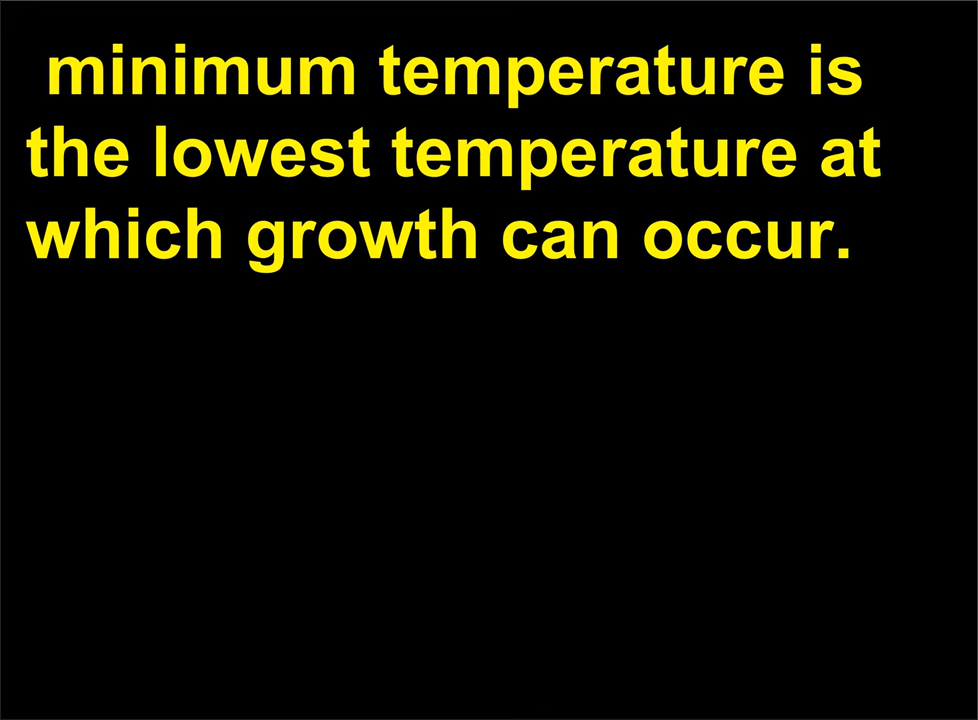 minimum temperature is
the lowest temperature at
which growth can occur.